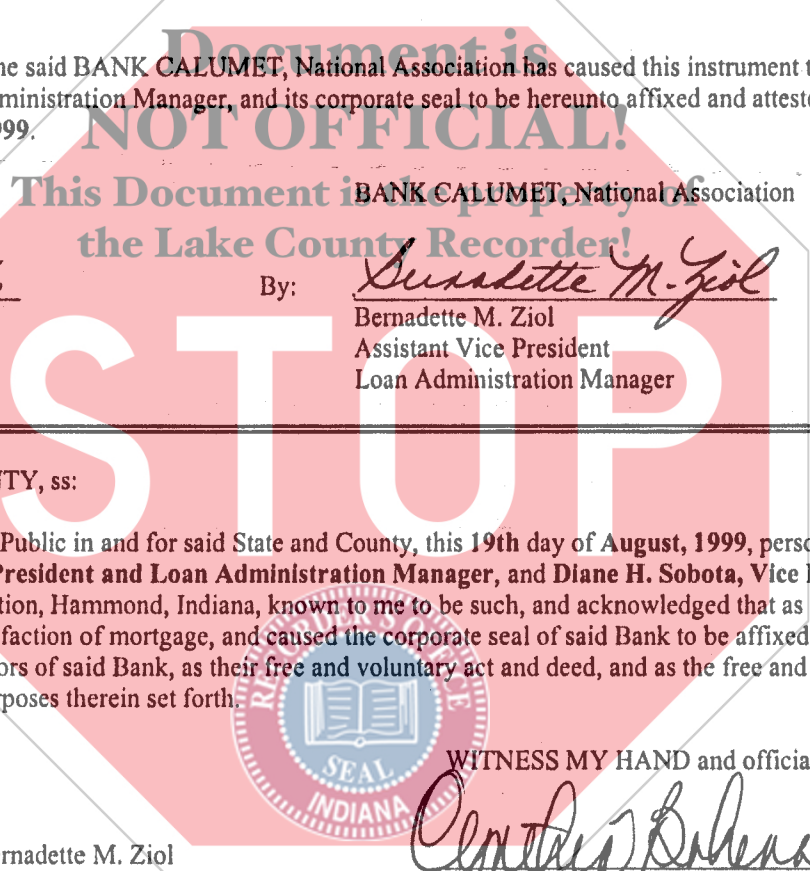 Document is
he said BANK CALUMET, National Association has caused this instrument t
ministration Manager, and its corporate seal to be hereunto affixed and atteste
NOT OFFICIAL!
99.
This Document is the property of
BANK CALUMET, National Association
the Lake County Recorder!
By: Bernadette M. Ziol
Bernadette M. Ziol
Assistant Vice President
Loan Administration Manager
STOP
NTY, ss:
Public in and for said State and County, this 19th day of August, 1999, perso
President and Loan Administration Manager, and Diane H. Sobota, Vice
tion, Hammond, Indiana, known to me to be such, and acknowledged that as
faction of mortgage, and caused the corporate seal of said Bank to be affixed
ors of said Bank, as their free and voluntary act and deed, and as the free and
poses therein set forth.
RECORDER'S OFFICE
SEAL
INDIANA
WITNESS MY HAND and officia
rnadette M. Ziol